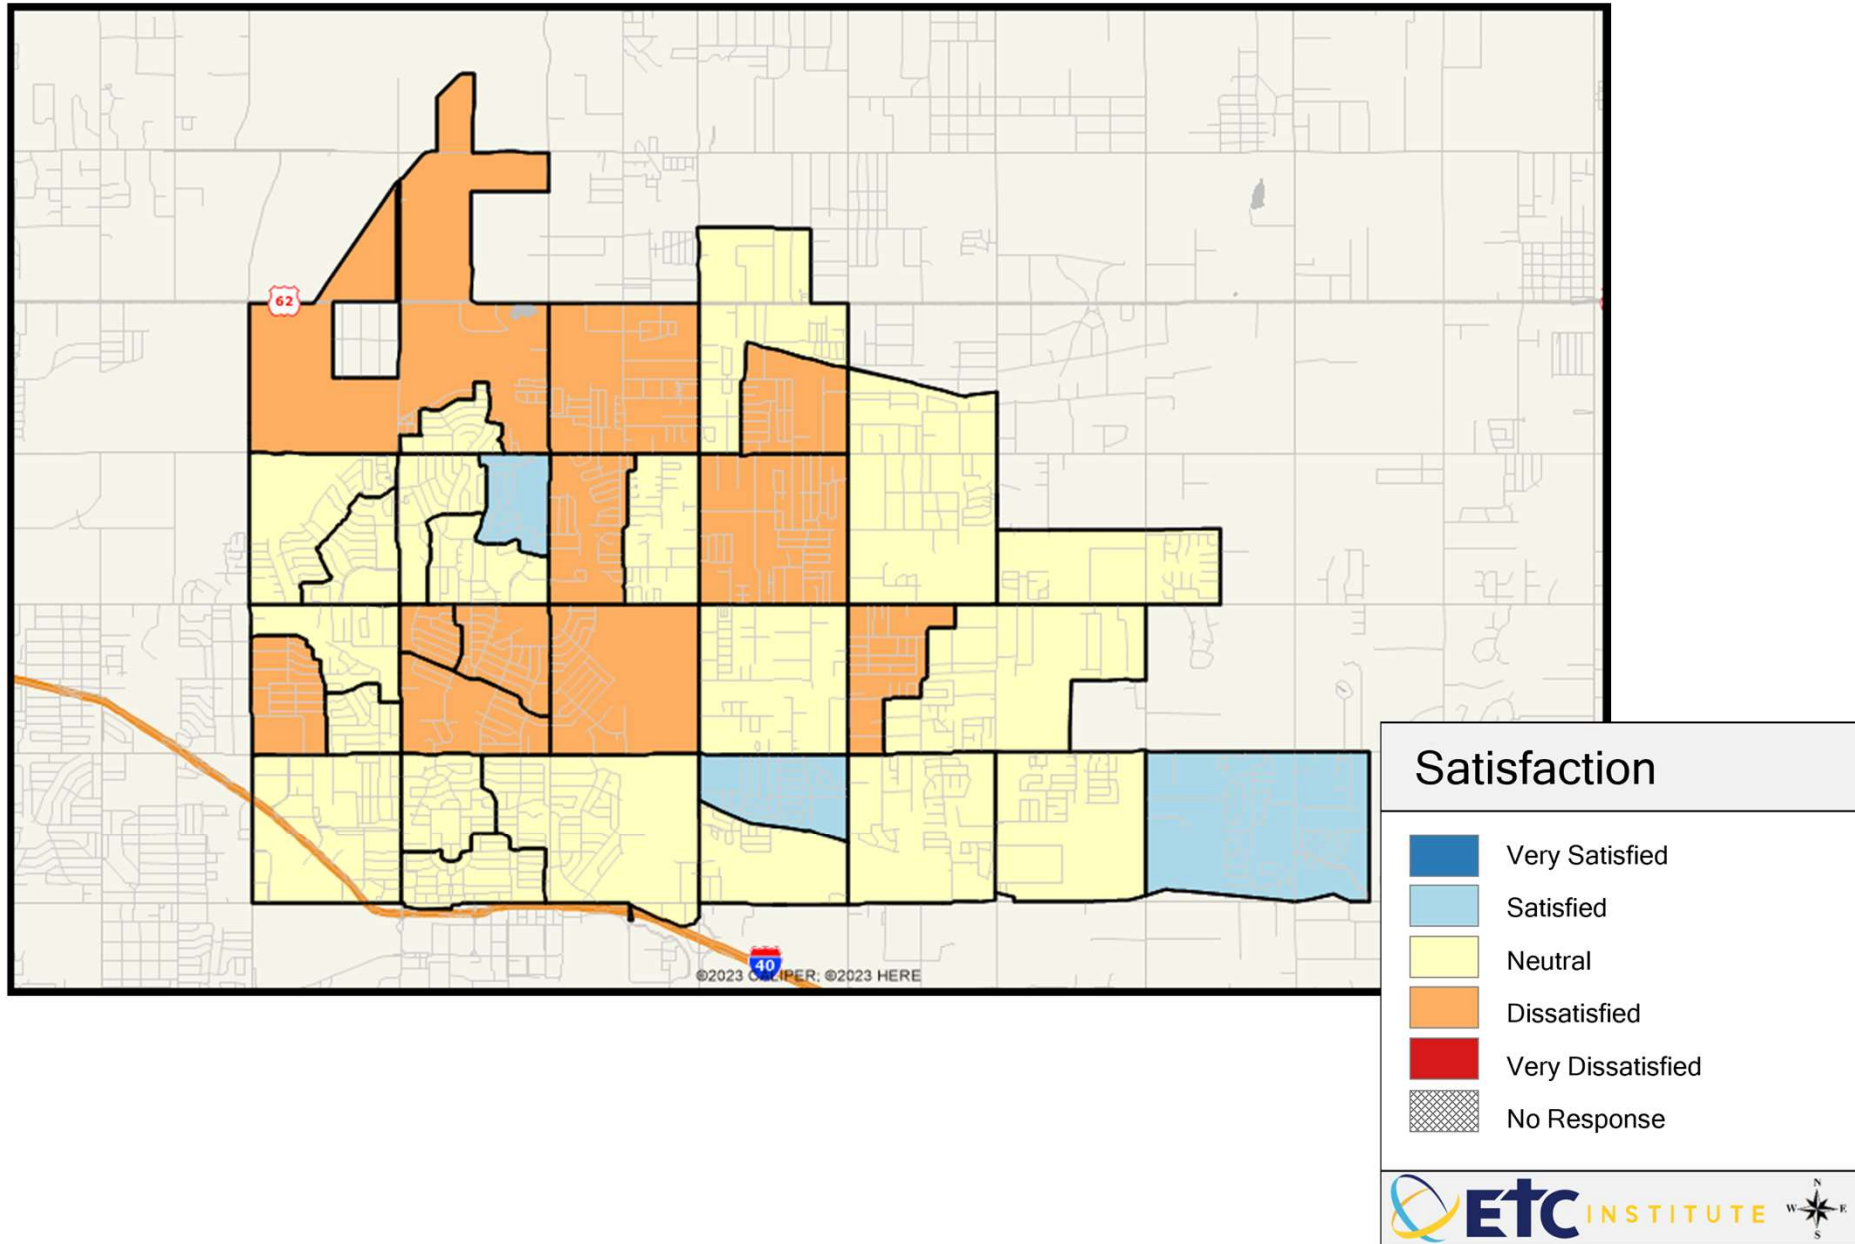 62
40
©2023 CALIPER; ©2023 HERE
Satisfaction
Very Satisfied
Satisfied
Neutral
Dissatisfied
Very Dissatisfied
No Response
ETC INSTITUTE
N
W E
S